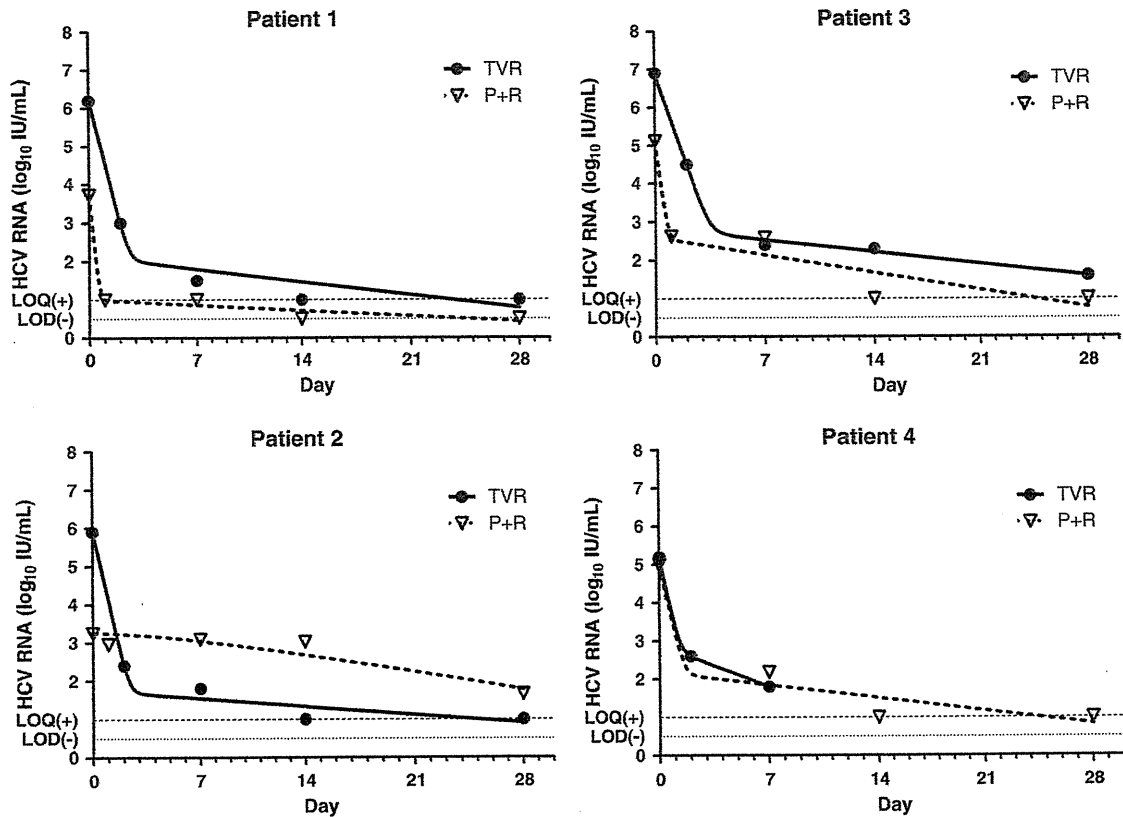 Patient 1
HCV RNA (log10 IU/mL)
8
7
6
5
4
3
2
LOQ(+)
LOD(-)
0
TVR
P+R
0 7 14 21 28
Day
Patient 3
HCV RNA (log10 IU/mL)
8
7
6
5
4
3
2
LOQ(+)
LOD(-)
0
TVR
P+R
0 7 14 21 28
Day
Patient 2
HCV RNA (log10 IU/mL)
8
7
6
5
4
3
2
LOQ(+)
LOD(-)
0
TVR
P+R
0 7 14 21 28
Day
Patient 4
HCV RNA (log10 IU/mL)
8
7
6
5
4
3
2
LOQ(+)
LOD(-)
0
TVR
P+R
0 7 14 21 28
Day